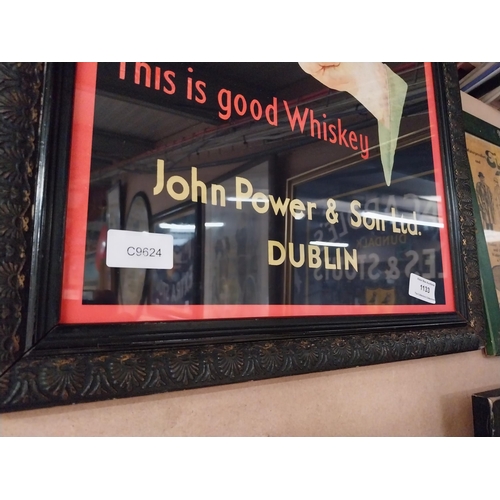 This is good Whiskey
John Power & Son Ltd.
DUBLIN
C9624
1133